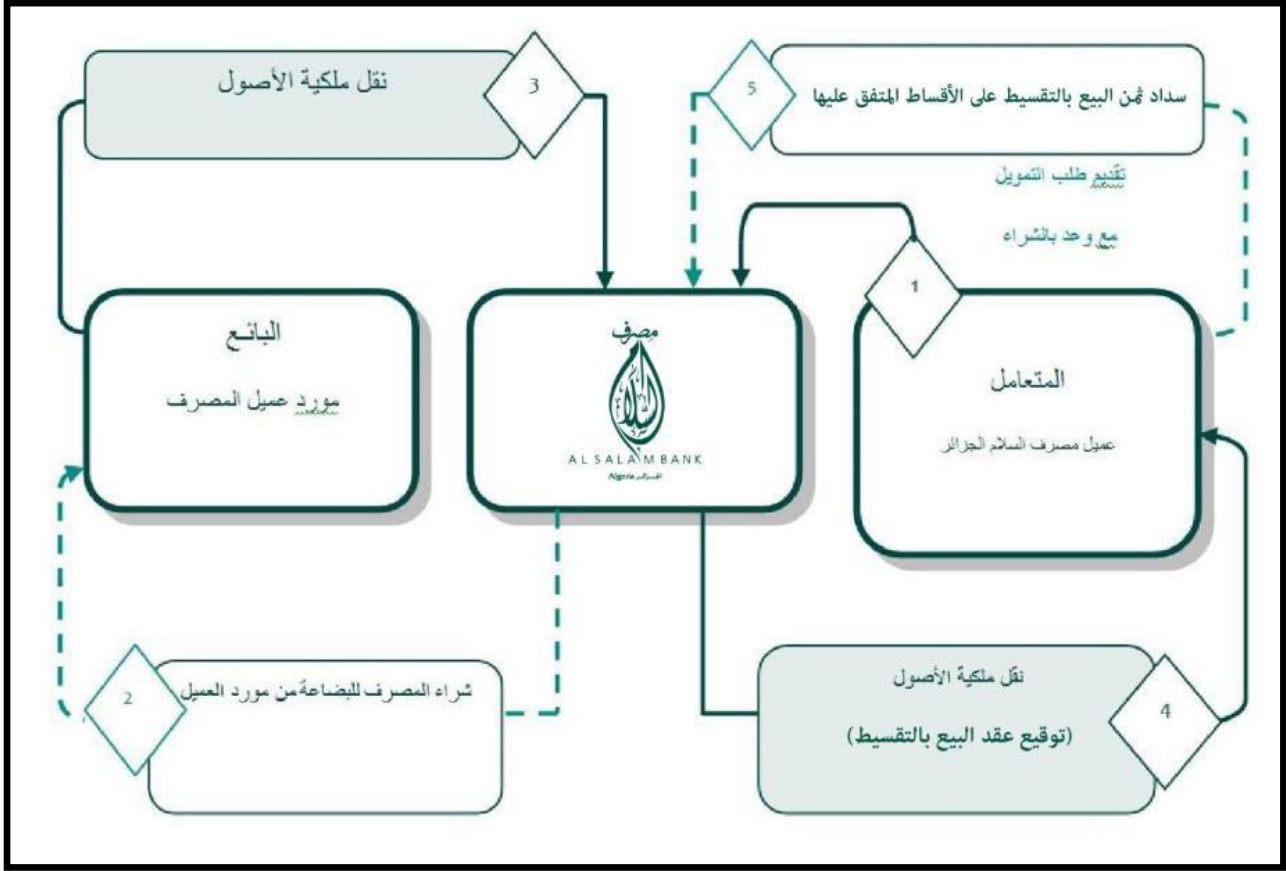 نقل ملكية الأصول
3
5
سداد ثمن البيع بالتقسيط على الأقساط المتفق عليها
تقديم طلب التمويل
مع وعد بالشراء
1
البائع
مورد عميل المصرف
مصرف
السلام
AL SALAM BANK
Algeria الجزائر
المتعامل
عميل مصرف السلام الجزائر
2
شراء المصرف للبضاعة من مورد العميل
نقل ملكية الأصول
(توقيع عقد البيع بالتقسيط)
4